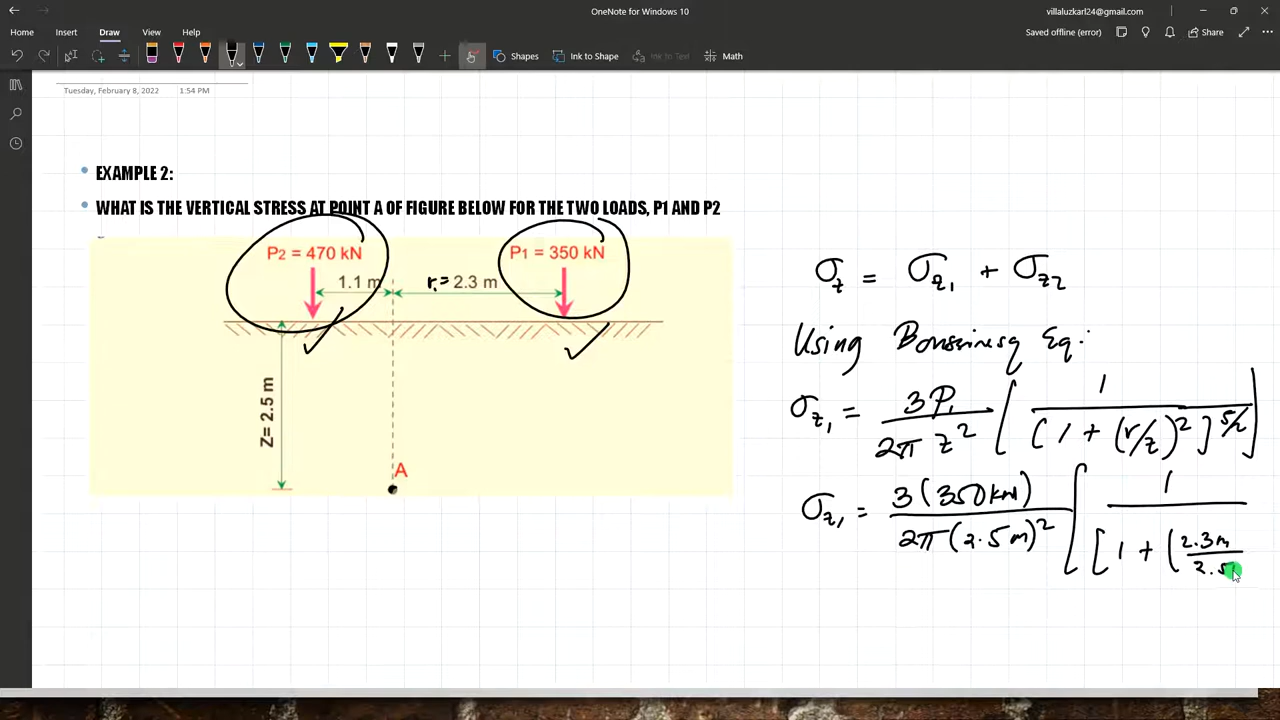 OneNote for Windows 10
villaluzkarl24@gmail.com
Home Insert Draw View Help
Saved offline (error)
Share
Shapes
Ink to Shape
Ink to Text
Math
Tuesday, February 8, 2022 1:54 PM
• EXAMPLE 2:
• WHAT IS THE VERTICAL STRESS AT POINT A OF FIGURE BELOW FOR THE TWO LOADS, P1 AND P2
P2 = 470 kN
P1 = 350 kN
1.1 m
r₁ = 2.3 m
Z= 2.5 m
A
σz = σz1 + σz2
Using Boussinesq Eq:
σz1 = 3P1 / 2π z² [ 1 / [ 1 + (r/z)² ]^5/2 ]
σz1 = 3(350kN) / 2π(2.5m)² [ 1 / [ 1 + ( 2.3m / 2.5